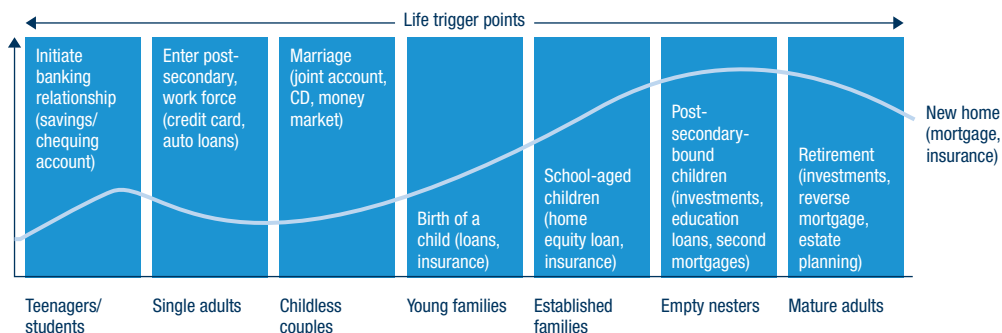 Life trigger points
Initiate
banking
relationship
(savings/
chequing
account)
Enter post-
secondary,
work force
(credit card,
auto loans)
Marriage
(joint account,
CD, money
market)
Birth of a
child (loans,
insurance)
School-aged
children
(home
equity loan,
insurance)
Post-
secondary-
bound
children
(investments,
education
loans, second
mortgages)
Retirement
(investments,
reverse
mortgage,
estate
planning)
New home
(mortgage,
insurance)
Teenagers/
students
Single adults
Childless
couples
Young families
Established
families
Empty nesters
Mature adults